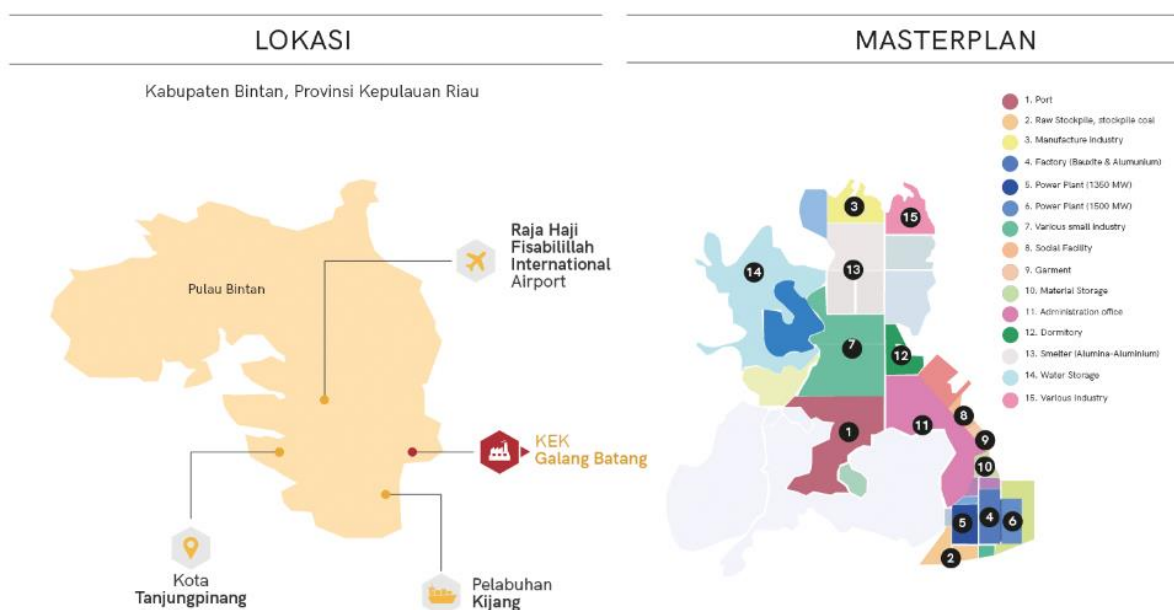 LOKASI
Kabupaten Bintan, Provinsi Kepulauan Riau
Pulau Bintan
Raja Haji
Fisabilillah
International
Airport
KEK
Galang Batang
Kota
Tanjungpinang
Pelabuhan
Kijang
MASTERPLAN
1. Port
2. Raw Stockpile, stockpile coal
3. Manufacture Industry
4. Factory (Bauxite & Alumunium)
5. Power Plant (1350 MW)
6. Power Plant (1500 MW)
7. Various small Industry
8. Social Facility
9. Garment
10. Material Storage
11. Administration office
12. Dormitory
13. Smelter (Alumina-Aluminium)
14. Water Storage
15. Various Industry
3
15
14
13
7
12
8
1
11
9
10
5
4
6
2